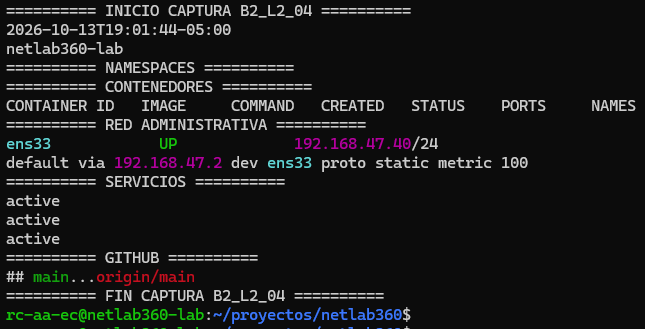 ========== INICIO CAPTURA B2_L2_04 ==========
2026-10-13T19:01:44-05:00
netlab360-lab
========== NAMESPACES ==========
========== CONTENEDORES ==========
CONTAINER ID   IMAGE     COMMAND   CREATED   STATUS    PORTS     NAMES
========== RED ADMINISTRATIVA ==========
ens33            UP             192.168.47.40/24
default via 192.168.47.2 dev ens33 proto static metric 100
========== SERVICIOS ==========
active
active
active
========== GITHUB ==========
## main...origin/main
========== FIN CAPTURA B2_L2_04 ==========
rc-aa-ec@netlab360-lab:~/proyectos/netlab360$